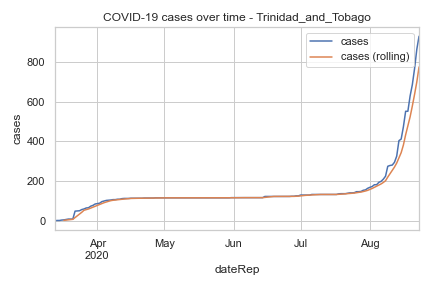 COVID-19 cases over time - Trinidad_and_Tobago
cases
cases (rolling)
cases
800
600
400
200
0
Apr
2020
May
Jun
Jul
Aug
dateRep